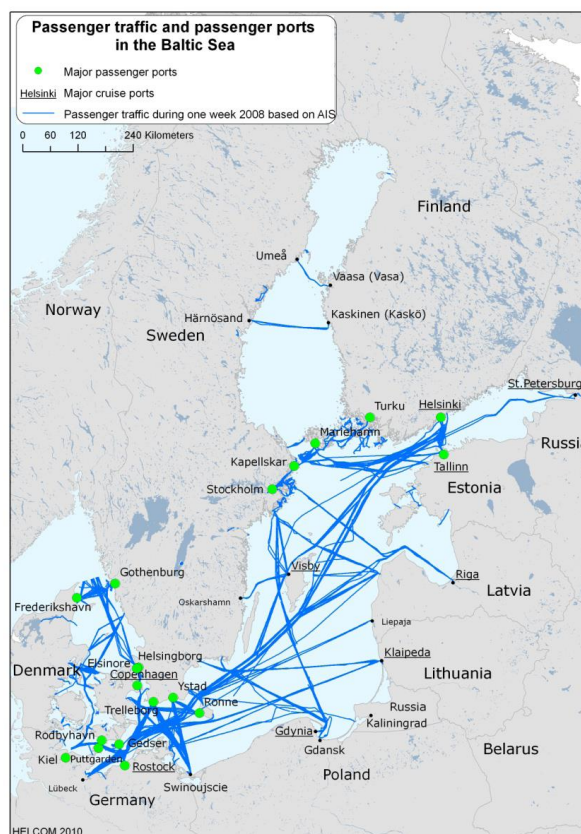 Passenger traffic and passenger ports
in the Baltic Sea
Major passenger ports
Helsinki Major cruise ports
Passenger traffic during one week 2008 based on AIS
0 120 240 Kilometers
Finland
Umeå
Vaasa (Vasa)
Norway
Härnösand
Kaskinen (Kaskö)
Sweden
St.Petersburg
Turku
Helsinki
Mariehamn
Russia
Kapellskar
Tallinn
Stockholm
Estonia
Gothenburg
Visby
Riga
Frederikshavn
Oskarshamn
Latvia
Liepaja
Helsingborg
Denmark
Elsinore
Klaipeda
Copenhagen
Lithuania
Ystad
Trelleborg
Ronne
Russia
Kaliningrad
Rodbyhavn
Gedser
Gdynia
Gdansk
Belarus
Kiel
Puttgarden
Rostock
Poland
Swinoujscie
Lübeck
Germany
HELCOM 2010